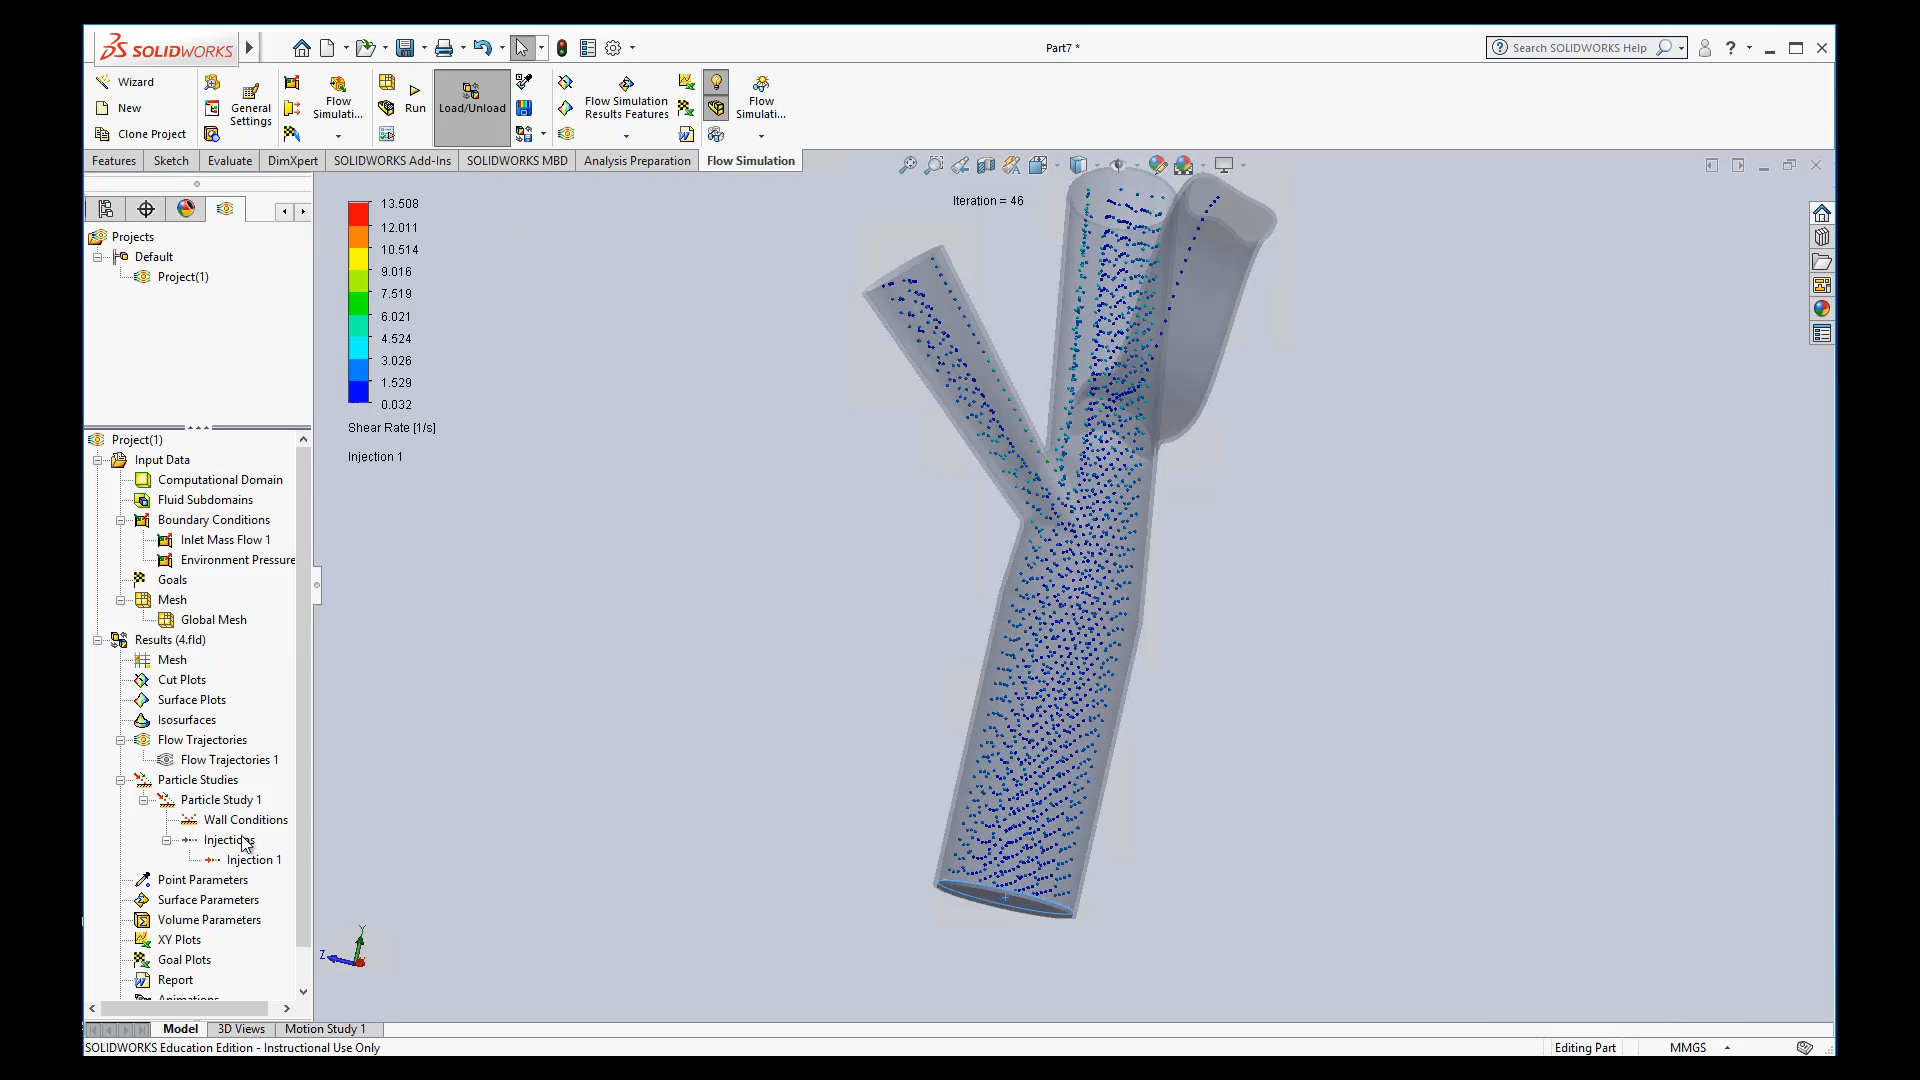 SOLIDWORKS
Part7 *
Search SOLIDWORKS Help
?
Wizard
New
Clone Project
General Settings
Flow Simulati...
Run
Load/Unload
Flow Simulation Results Features
Flow Simulati...
Features
Sketch
Evaluate
DimXpert
SOLIDWORKS Add-Ins
SOLIDWORKS MBD
Analysis Preparation
Flow Simulation
Projects
Default
Project(1)
Project(1)
Input Data
Computational Domain
Fluid Subdomains
Boundary Conditions
Inlet Mass Flow 1
Environment Pressure
Goals
Mesh
Global Mesh
Results (4.fld)
Mesh
Cut Plots
Surface Plots
Isosurfaces
Flow Trajectories
Flow Trajectories 1
Particle Studies
Particle Study 1
Wall Conditions
Injections
Injection 1
Point Parameters
Surface Parameters
Volume Parameters
XY Plots
Goal Plots
Report
Animations
13.508
12.011
10.514
9.016
7.519
6.021
4.524
3.026
1.529
0.032
Shear Rate [1/s]
Injection 1
Iteration = 46
Y
Z
Model
3D Views
Motion Study 1
SOLIDWORKS Education Edition - Instructional Use Only
Editing Part
MMGS